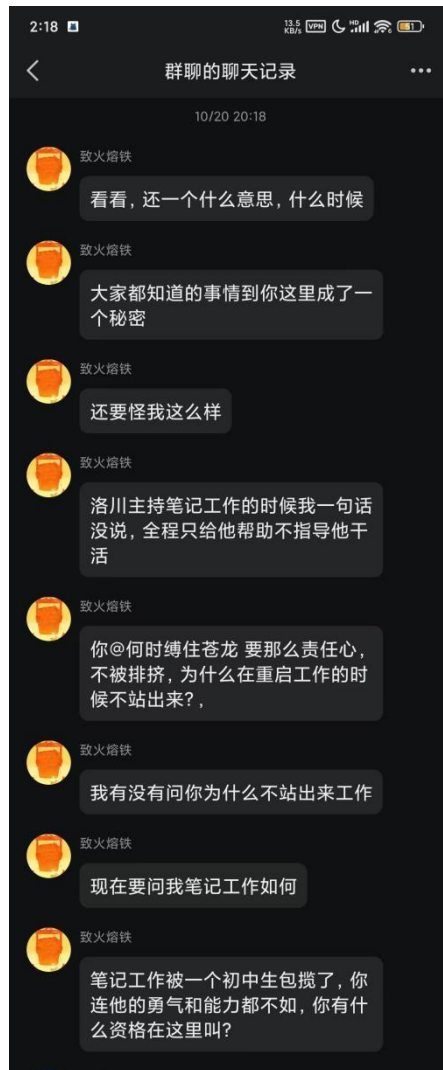 2:18
13.5 KB/s VPN HD 51
群聊的聊天记录
10/20 20:18
致火熔铁
看看，还一个什么意思，什么时候
致火熔铁
大家都知道的事情到你这里成了一
个秘密
致火熔铁
还要怪我这么样
致火熔铁
洛川主持笔记工作的时候我一句话
没说，全程只给他帮助不指导他干
活
致火熔铁
你@何时缚住苍龙 要那么责任心，
不被排挤，为什么在重启工作的时
候不站出来？，
致火熔铁
我有没有问你为什么不站出来工作
致火熔铁
现在要问我笔记工作如何
致火熔铁
笔记工作被一个初中生包揽了，你
连他的勇气和能力都不如，你有什
么资格在这里叫？